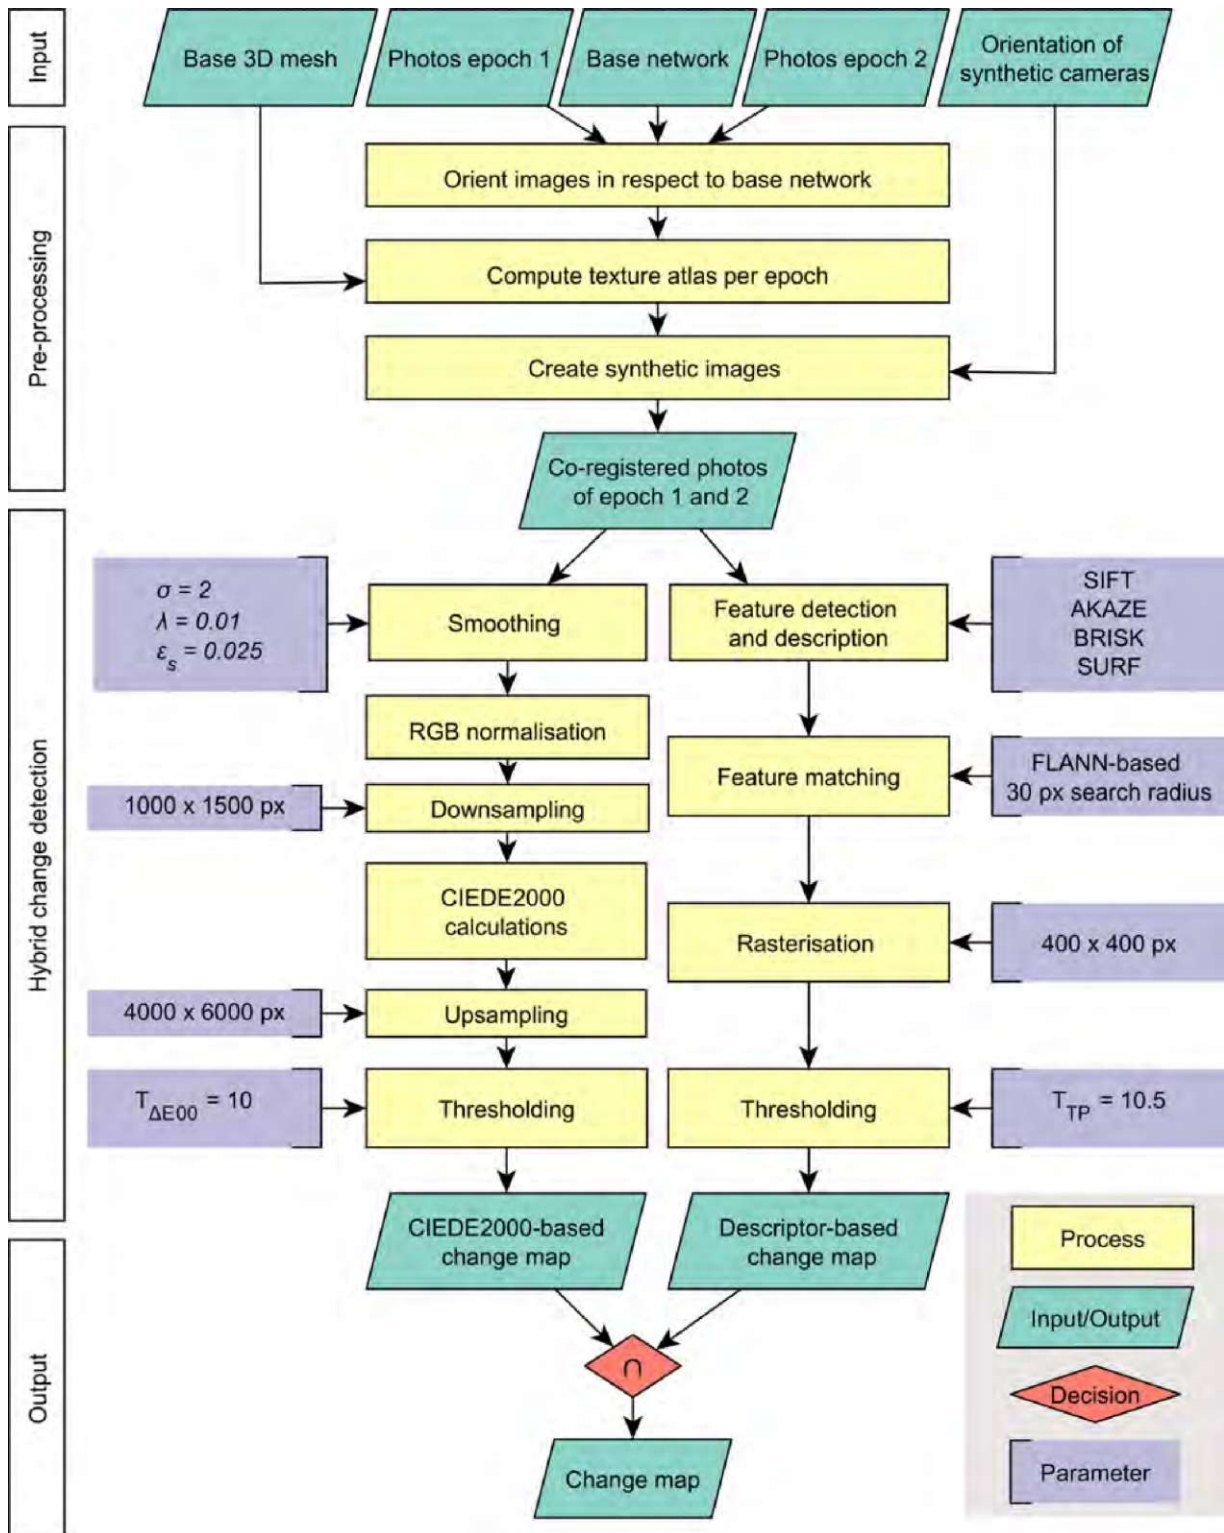 Input
Base 3D mesh
Photos epoch 1
Base network
Photos epoch 2
Orientation of
synthetic cameras
Pre-processing
Orient images in respect to base network
Compute texture atlas per epoch
Create synthetic images
Co-registered photos
of epoch 1 and 2
Hybrid change detection
σ = 2
λ = 0.01
εs = 0.025
Smoothing
Feature detection
and description
SIFT
AKAZE
BRISK
SURF
RGB normalisation
Feature matching
FLANN-based
30 px search radius
1000 x 1500 px
Downsampling
CIEDE2000
calculations
Rasterisation
400 x 400 px
4000 x 6000 px
Upsampling
TΔE00 = 10
Thresholding
Thresholding
TTP = 10.5
CIEDE2000-based
change map
Descriptor-based
change map
Output
∩
Change map
Process
Input/Output
Decision
Parameter